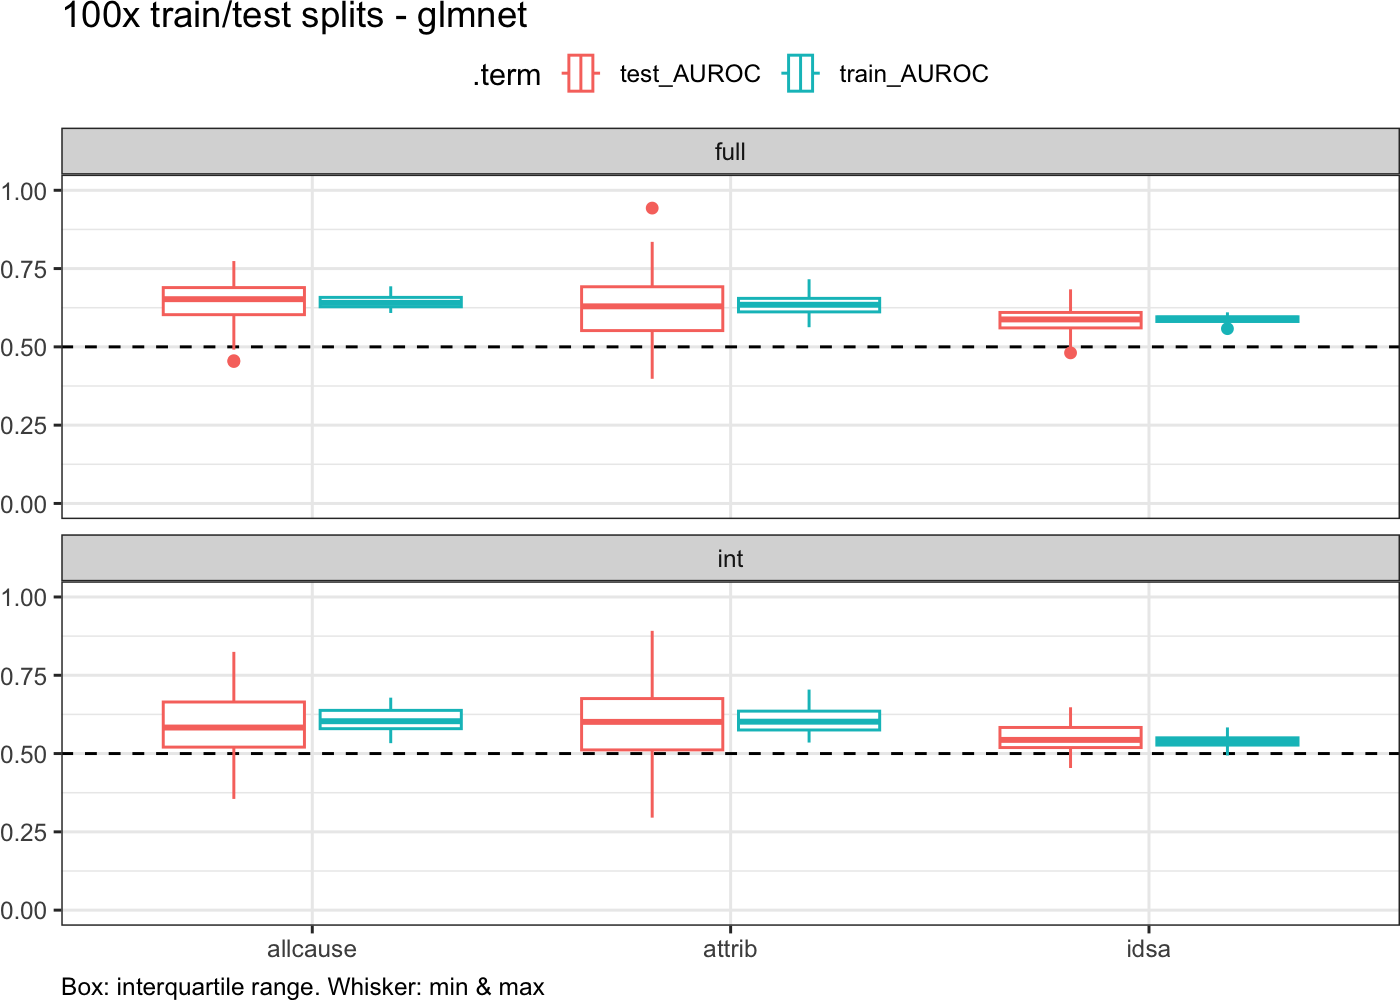 100x train/test splits - glmnet
.term test_AUROC train_AUROC
full
1.00
0.75
0.50
0.25
0.00
int
1.00
0.75
0.50
0.25
0.00
allcause attrib idsa
Box: interquartile range. Whisker: min & max